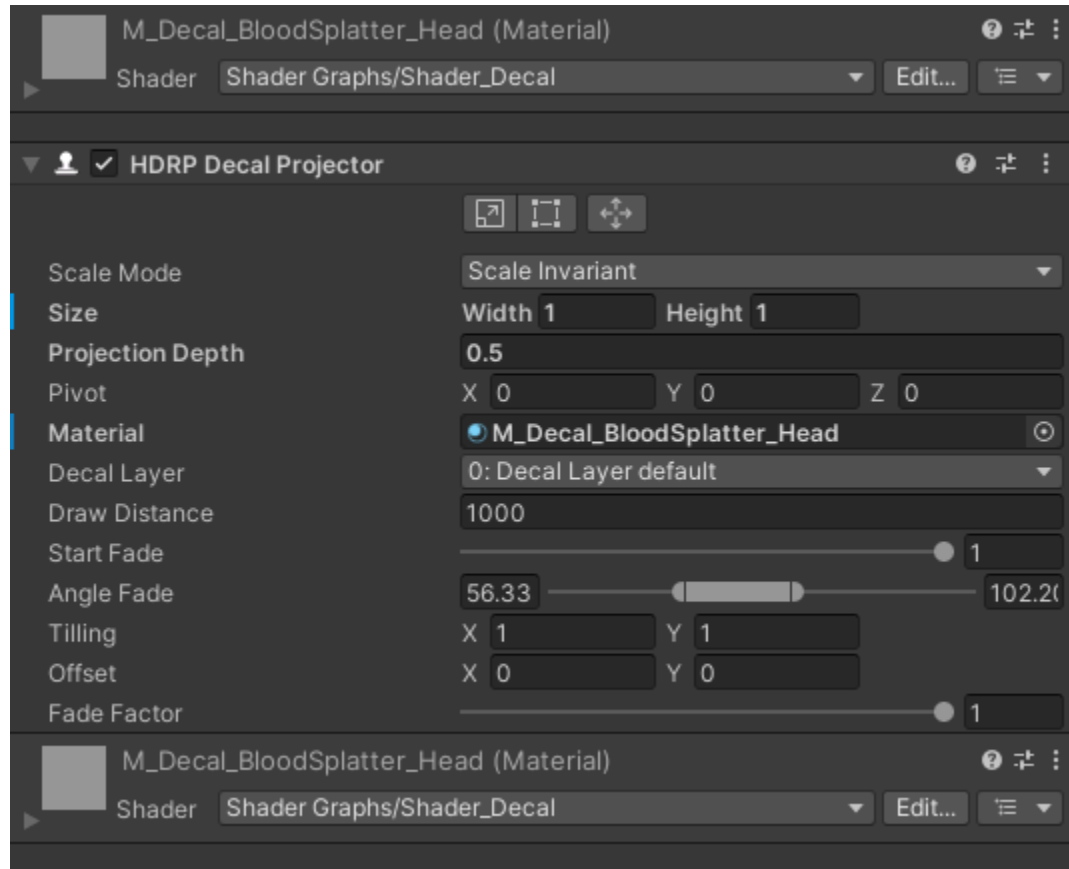 M_Decal_BloodSplatter_Head (Material)
Shader Shader Graphs/Shader_Decal Edit...
HDRP Decal Projector
Scale Mode Scale Invariant
Size Width 1 Height 1
Projection Depth 0.5
Pivot X 0 Y 0 Z 0
Material M_Decal_BloodSplatter_Head
Decal Layer 0: Decal Layer default
Draw Distance 1000
Start Fade 1
Angle Fade 56.33 102.20
Tilling X 1 Y 1
Offset X 0 Y 0
Fade Factor 1
M_Decal_BloodSplatter_Head (Material)
Shader Shader Graphs/Shader_Decal Edit...